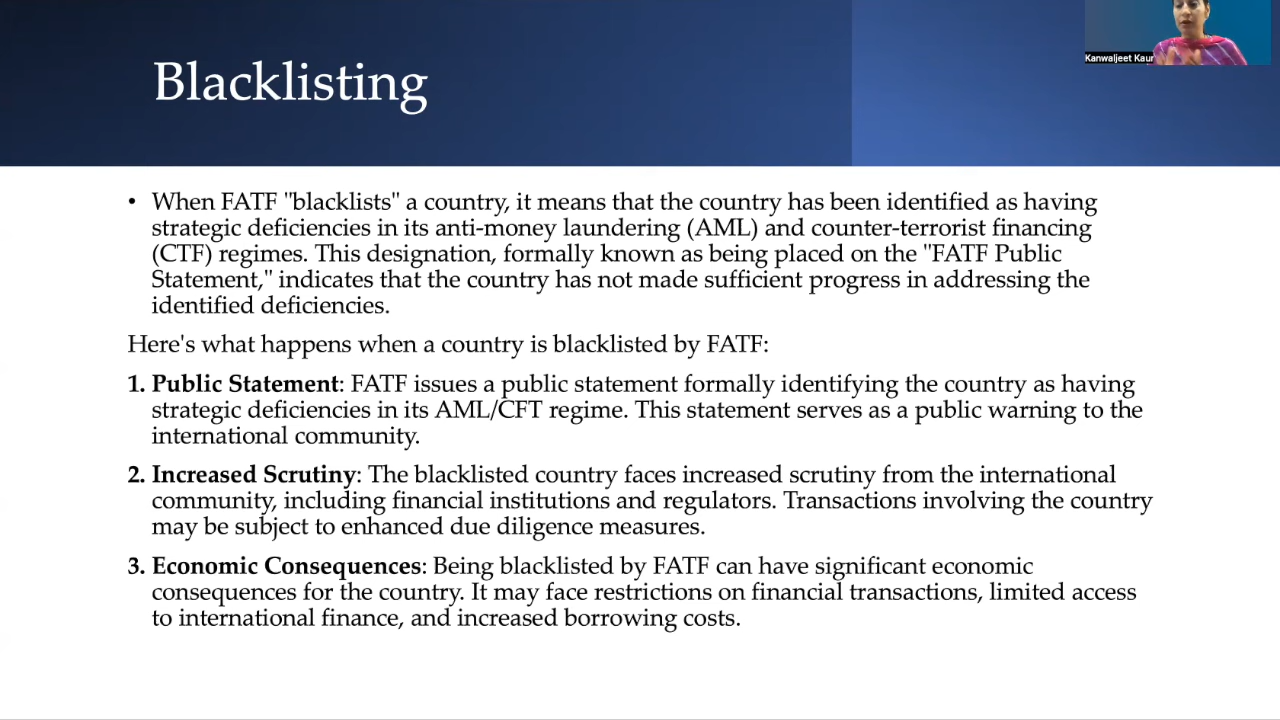 Kanwaljeet Kaur
Blacklisting
• When FATF "blacklists" a country, it means that the country has been identified as having
strategic deficiencies in its anti-money laundering (AML) and counter-terrorist financing
(CTF) regimes. This designation, formally known as being placed on the "FATF Public
Statement," indicates that the country has not made sufficient progress in addressing the
identified deficiencies.
Here's what happens when a country is blacklisted by FATF:
1. Public Statement: FATF issues a public statement formally identifying the country as having
strategic deficiencies in its AML/CFT regime. This statement serves as a public warning to the
international community.
2. Increased Scrutiny: The blacklisted country faces increased scrutiny from the international
community, including financial institutions and regulators. Transactions involving the country
may be subject to enhanced due diligence measures.
3. Economic Consequences: Being blacklisted by FATF can have significant economic
consequences for the country. It may face restrictions on financial transactions, limited access
to international finance, and increased borrowing costs.